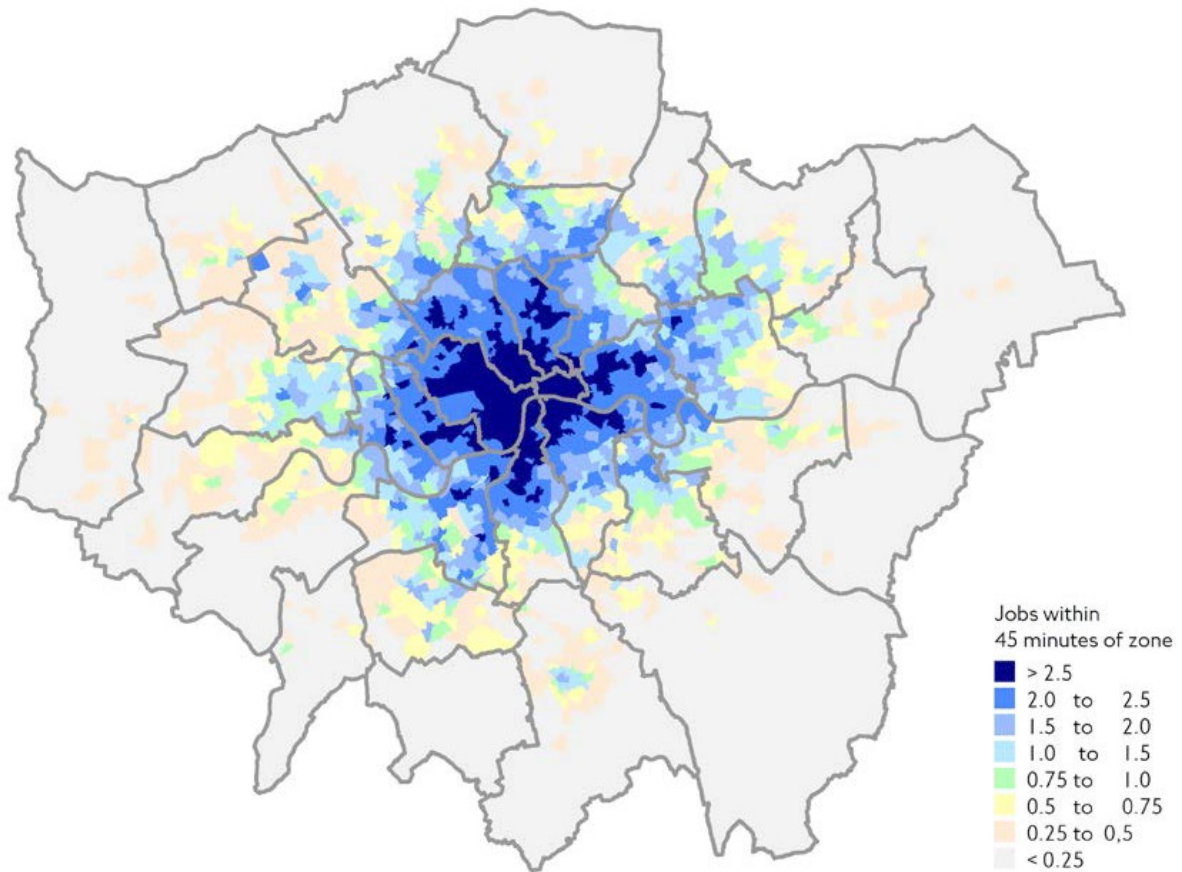 Jobs within
45 minutes of zone
> 2.5
2.0 to 2.5
1.5 to 2.0
1.0 to 1.5
0.75 to 1.0
0.5 to 0.75
0.25 to 0,5
< 0.25